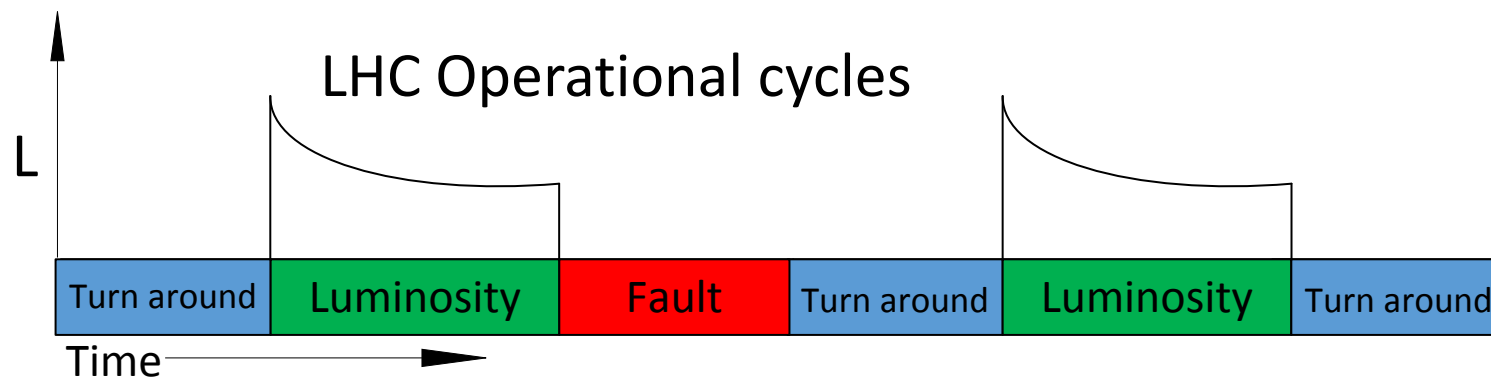 LHC Operational cycles
L
Turn around Luminosity Fault Turn around Luminosity Turn around
Time